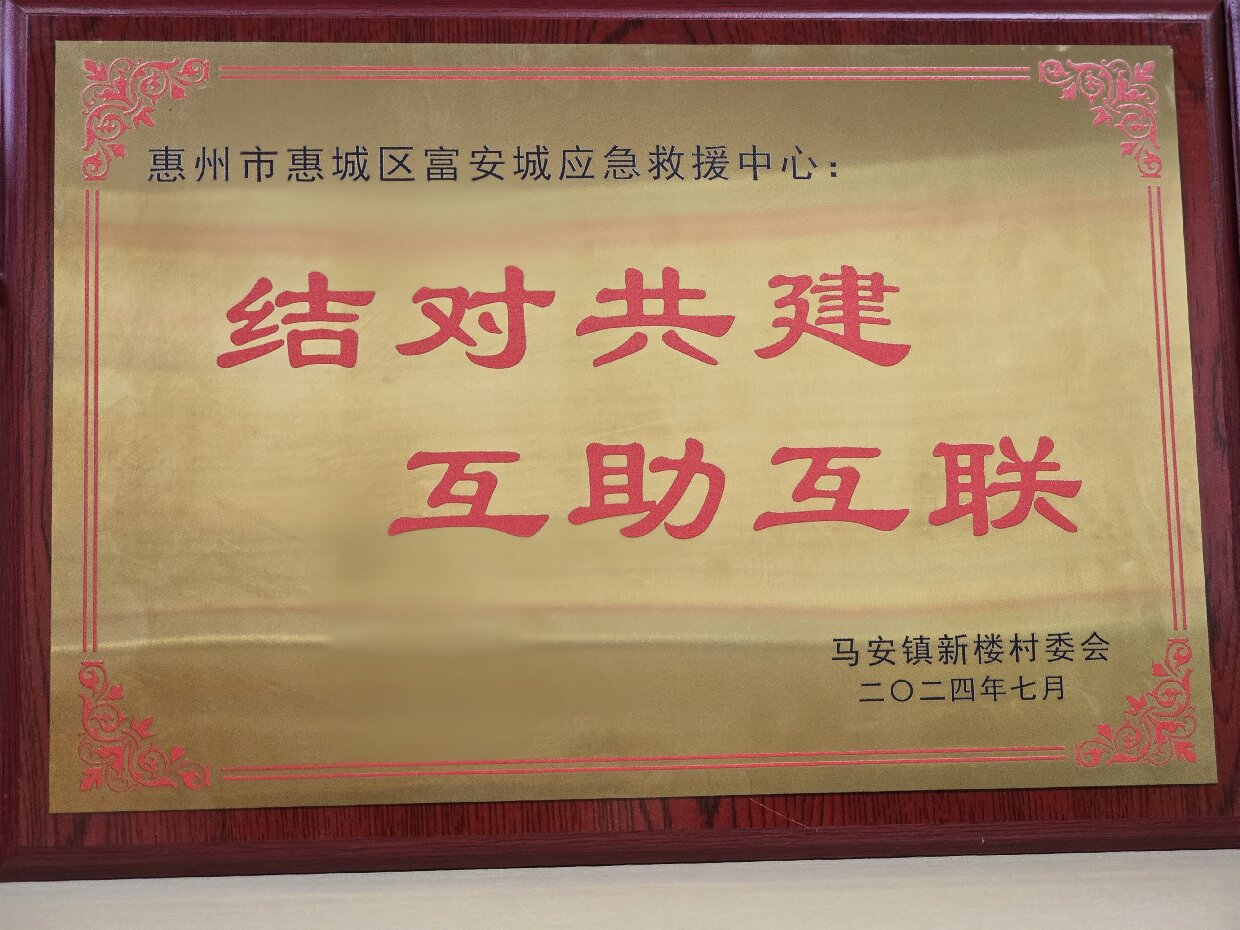 惠州市惠城区富安城应急救援中心：
结对共建
互助互联
马安镇新楼村委会
二〇二四年七月